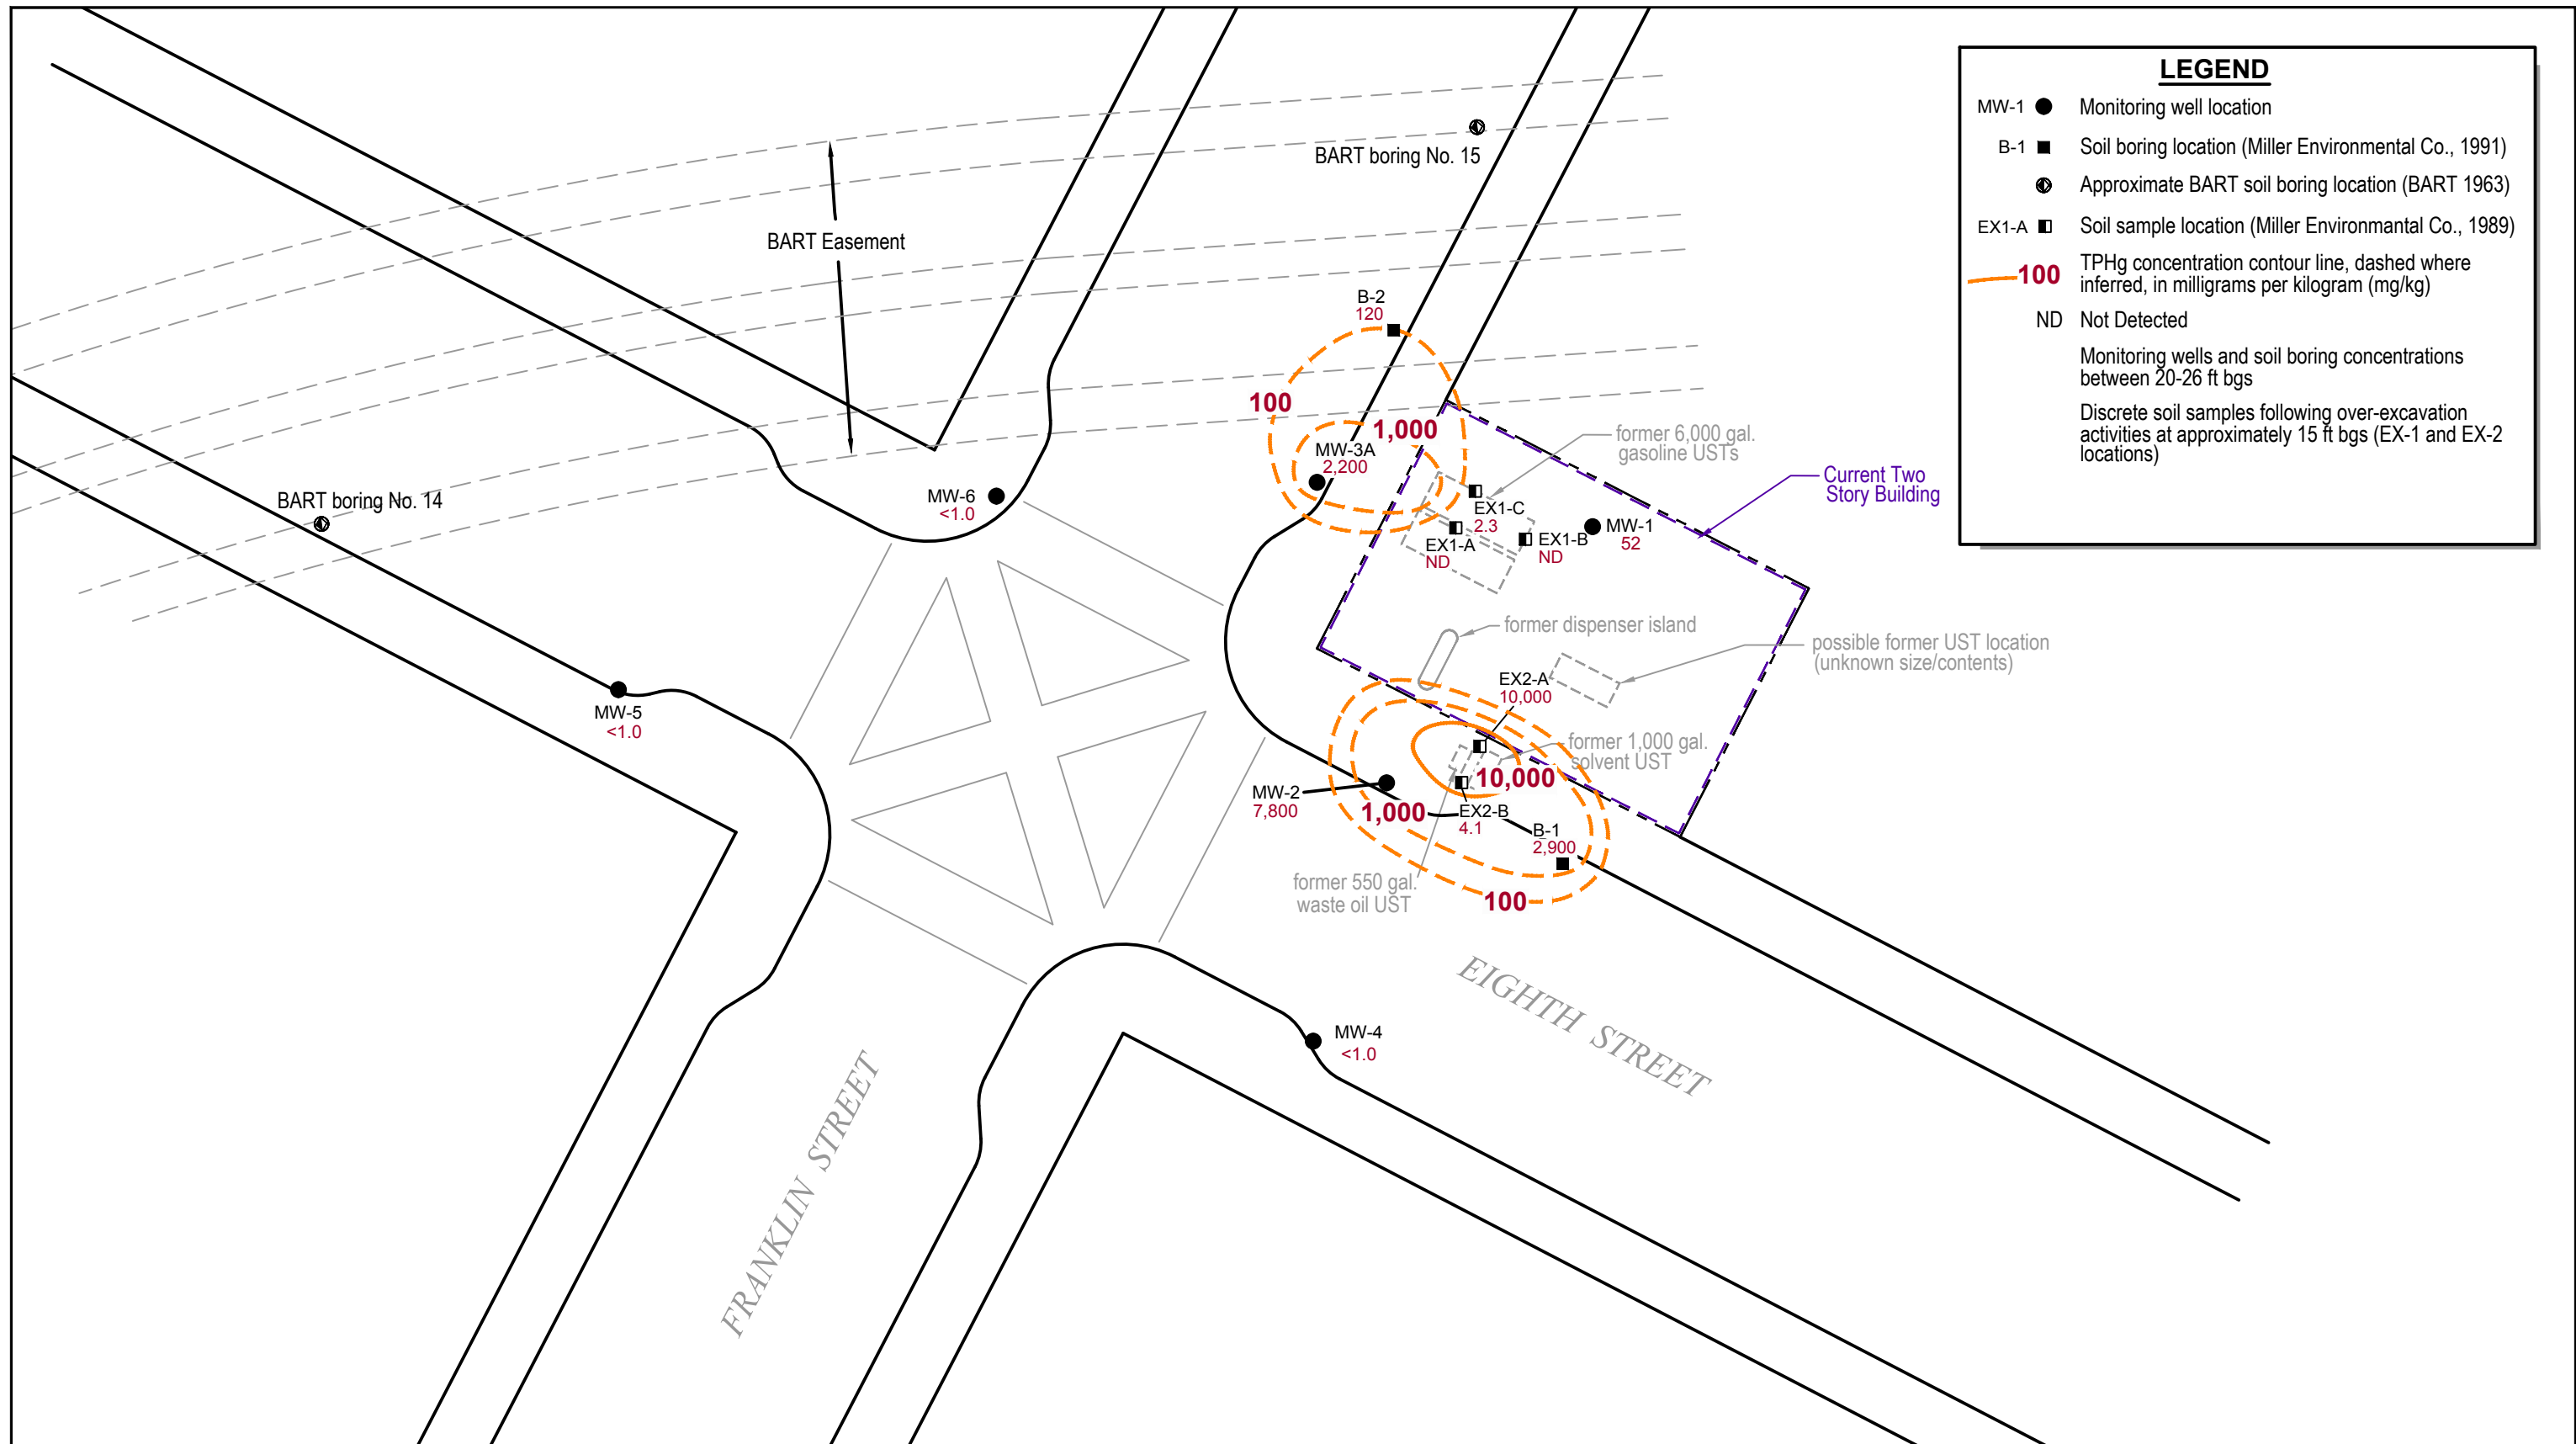 LEGEND
MW-1 Monitoring well location
B-1 Soil boring location (Miller Environmental Co., 1991)
Approximate BART soil boring location (BART 1963)
EX1-A Soil sample location (Miller Environmantal Co., 1989)
100 TPHg concentration contour line, dashed where
inferred, in milligrams per kilogram (mg/kg)
ND Not Detected
Monitoring wells and soil boring concentrations
between 20-26 ft bgs
Discrete soil samples following over-excavation
activities at approximately 15 ft bgs (EX-1 and EX-2
locations)
BART boring No. 15
BART Easement
B-2
120
100
1,000
MW-3A
2,200
former 6,000 gal.
gasoline USTs
Current Two
Story Building
BART boring No. 14
MW-6
<1.0
EX1-C
2.3
EX1-A
ND
EX1-B
ND
MW-1
52
former dispenser island
possible former UST location
(unknown size/contents)
MW-5
<1.0
EX2-A
10,000
former 1,000 gal.
solvent UST
10,000
MW-2
7,800
1,000
EX2-B
4.1
B-1
2,900
former 550 gal.
waste oil UST
100
MW-4
<1.0
EIGHTH STREET
FRANKLIN STREET